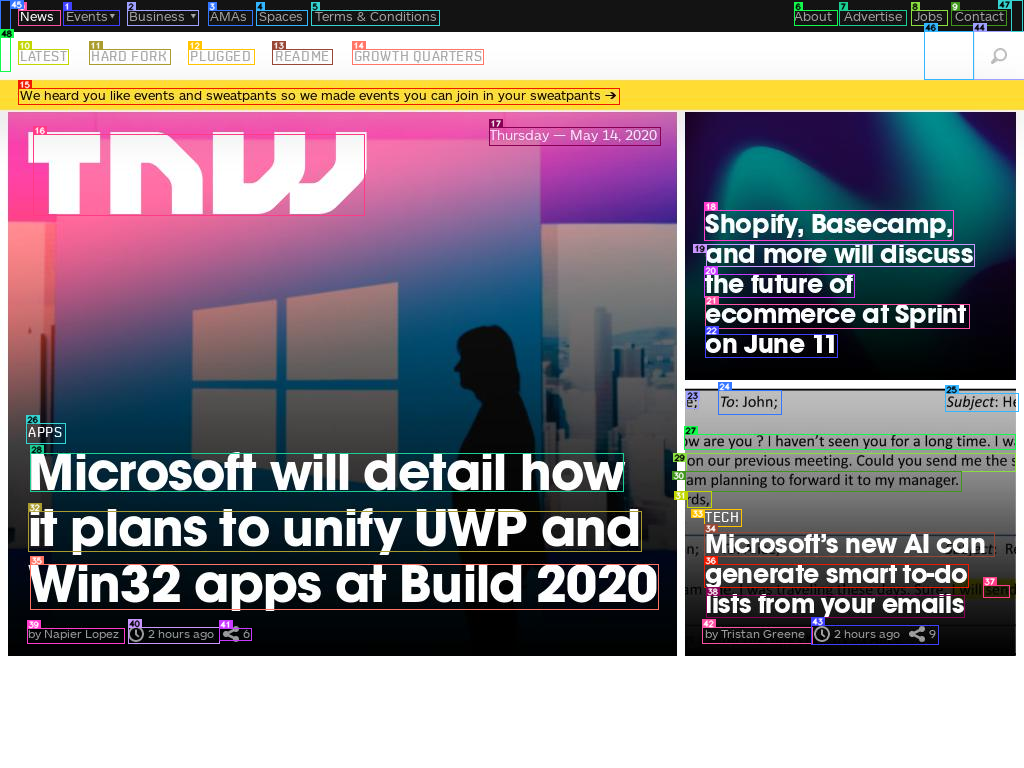 News Events Business AMAs Spaces Terms & Conditions About Advertise Jobs Contact
LATEST HARD FORK PLUGGED README GROWTH QUARTERS
We heard you like events and sweatpants so we made events you can join in your sweatpants →
TNW
Thursday — May 14, 2020
APPS
Microsoft will detail how
it plans to unify UWP and
Win32 apps at Build 2020
by Napier Lopez 2 hours ago 6
Shopify, Basecamp,
and more will discuss
the future of
ecommerce at Sprint
on June 11
To: John; Subject:
are you ? I haven't seen you for a long time. I
on our previous meeting. Could you send me the
am planning to forward it to my manager.
TECH
Microsoft's new AI can
generate smart to-do
lists from your emails
by Tristan Greene 2 hours ago 9